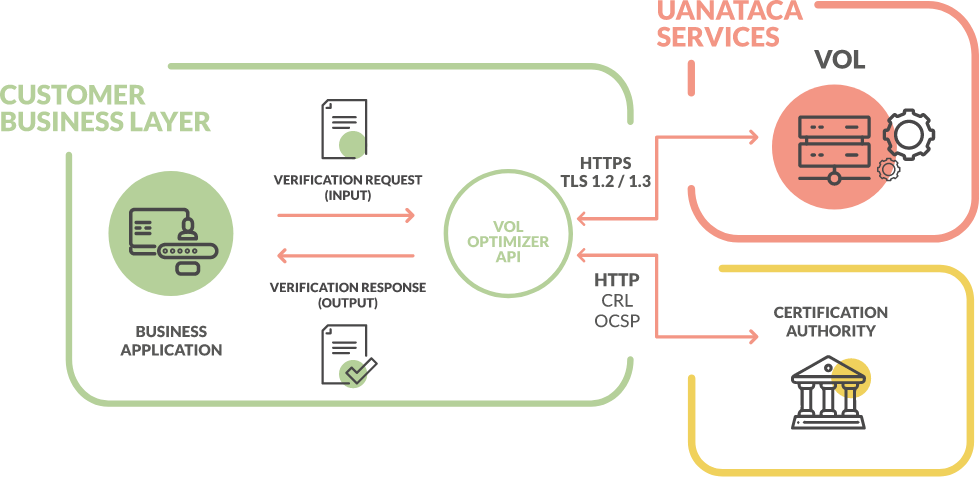 UANATACA
SERVICES
VOL
CUSTOMER
BUSINESS LAYER
VERIFICATION REQUEST
(INPUT)
HTTPS
TLS 1.2 / 1.3
VOL
OPTIMIZER
API
VERIFICATION RESPONSE
(OUTPUT)
HTTP
CRL
OCSP
BUSINESS
APPLICATION
CERTIFICATION
AUTHORITY